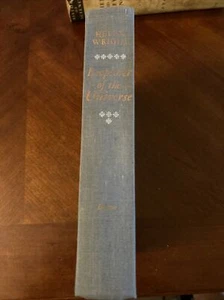 HELEN
WRIGHT
Explorer
of the
Universe